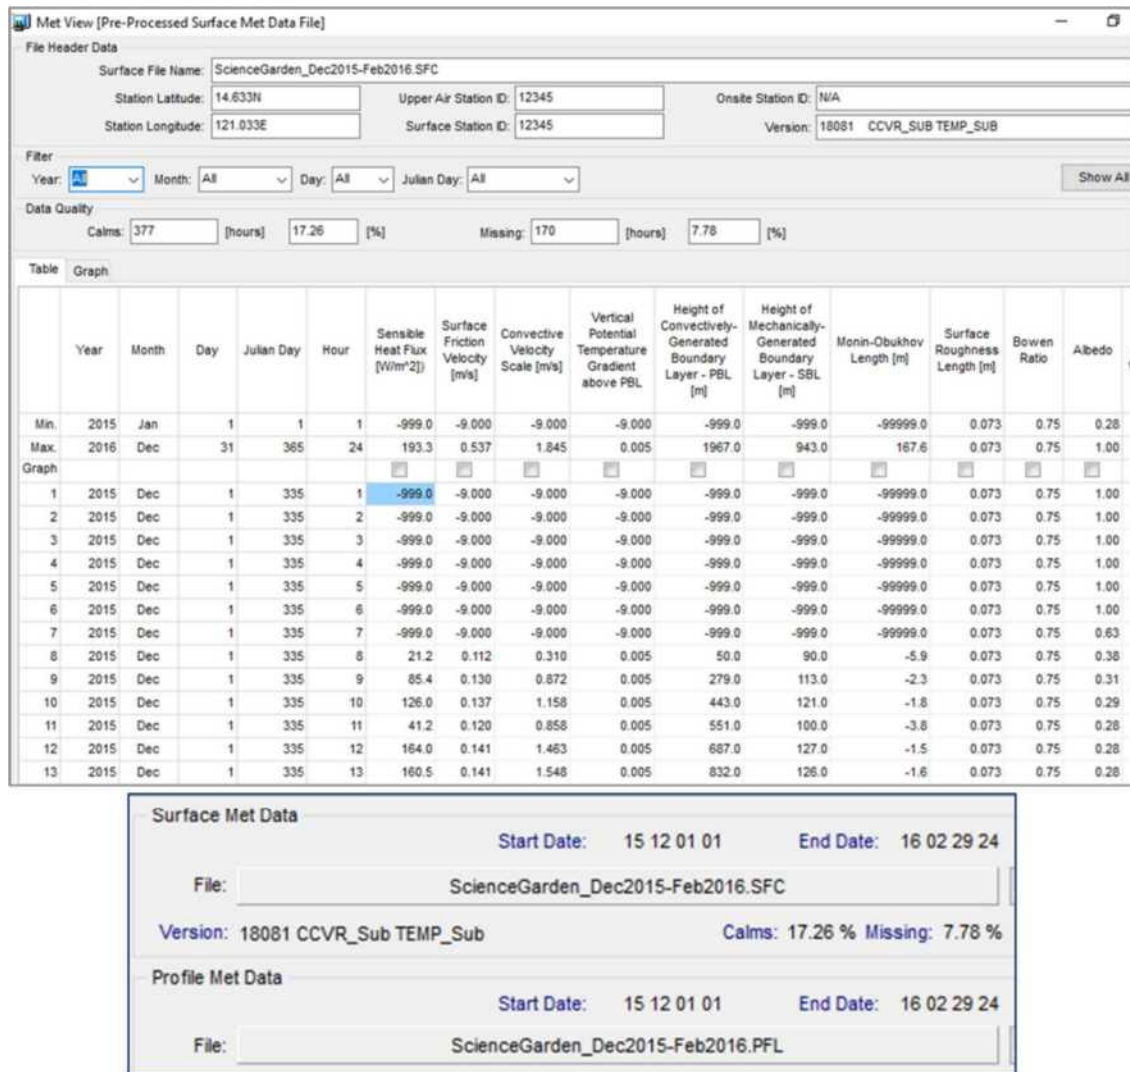 Met View [Pre-Processed Surface Met Data File]
File Header Data
Surface File Name: ScienceGarden_Dec2015-Feb2016.SFC
Station Latitude: 14.633N Upper Air Station ID: 12345 Onsite Station ID: N/A
Station Longitude: 121.033E Surface Station ID: 12345 Version: 18081 CCVR_SUB TEMP_SUB
Filter
Year: All Month: All Day: All Julian Day: All Show All
Data Quality
Calms: 377 [hours] 17.26 [%] Missing: 170 [hours] 7.78 [%]
Table Graph
Year Month Day Julian Day Hour Sensible Heat Flux [W/m^2]) Surface Friction Velocity [m/s] Convective Velocity Scale [m/s] Vertical Potential Temperature Gradient above PBL Height of Convectively-Generated Boundary Layer - PBL [m] Height of Mechanically-Generated Boundary Layer - SBL [m] Monin-Obukhov Length [m] Surface Roughness Length [m] Bowen Ratio Albedo
Min. 2015 Jan 1 1 1 -999.0 -9.000 -9.000 -9.000 -999.0 -999.0 -99999.0 0.073 0.75 0.28
Max. 2016 Dec 31 365 24 193.3 0.537 1.845 0.005 1967.0 943.0 167.6 0.073 0.75 1.00
Graph
1 2015 Dec 1 335 1 -999.0 -9.000 -9.000 -9.000 -999.0 -999.0 -99999.0 0.073 0.75 1.00
2 2015 Dec 1 335 2 -999.0 -9.000 -9.000 -9.000 -999.0 -999.0 -99999.0 0.073 0.75 1.00
3 2015 Dec 1 335 3 -999.0 -9.000 -9.000 -9.000 -999.0 -999.0 -99999.0 0.073 0.75 1.00
4 2015 Dec 1 335 4 -999.0 -9.000 -9.000 -9.000 -999.0 -999.0 -99999.0 0.073 0.75 1.00
5 2015 Dec 1 335 5 -999.0 -9.000 -9.000 -9.000 -999.0 -999.0 -99999.0 0.073 0.75 1.00
6 2015 Dec 1 335 6 -999.0 -9.000 -9.000 -9.000 -999.0 -999.0 -99999.0 0.073 0.75 1.00
7 2015 Dec 1 335 7 -999.0 -9.000 -9.000 -9.000 -999.0 -999.0 -99999.0 0.073 0.75 0.63
8 2015 Dec 1 335 8 21.2 0.112 0.310 0.005 50.0 90.0 -5.9 0.073 0.75 0.38
9 2015 Dec 1 335 9 85.4 0.130 0.872 0.005 279.0 113.0 -2.3 0.073 0.75 0.31
10 2015 Dec 1 335 10 126.0 0.137 1.158 0.005 443.0 121.0 -1.8 0.073 0.75 0.29
11 2015 Dec 1 335 11 41.2 0.120 0.858 0.005 551.0 100.0 -3.8 0.073 0.75 0.28
12 2015 Dec 1 335 12 164.0 0.141 1.463 0.005 687.0 127.0 -1.5 0.073 0.75 0.28
13 2015 Dec 1 335 13 160.5 0.141 1.548 0.005 832.0 126.0 -1.6 0.073 0.75 0.28
Surface Met Data
Start Date: 15 12 01 01 End Date: 16 02 29 24
File: ScienceGarden_Dec2015-Feb2016.SFC
Version: 18081 CCVR_Sub TEMP_Sub Calms: 17.26 % Missing: 7.78 %
Profile Met Data
Start Date: 15 12 01 01 End Date: 16 02 29 24
File: ScienceGarden_Dec2015-Feb2016.PFL